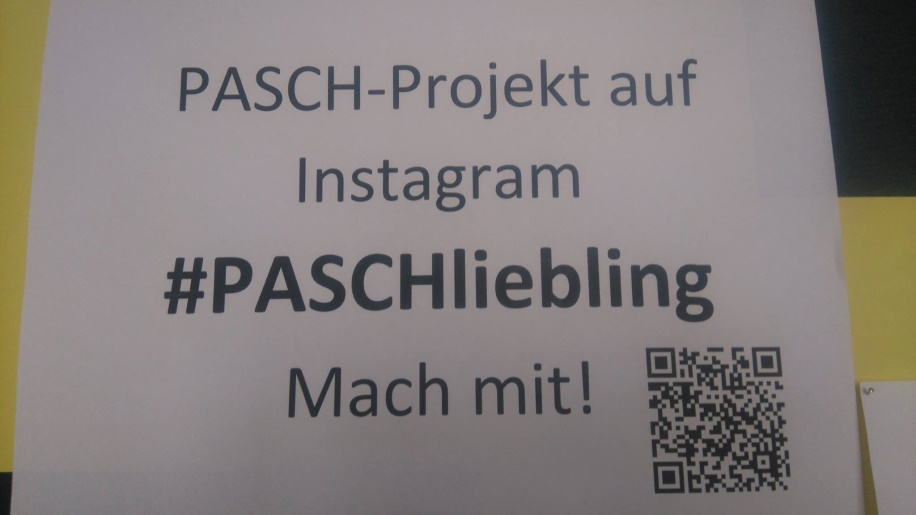 PASCH-Projekt auf
Instagram
#PASCHliebling
Mach mit!